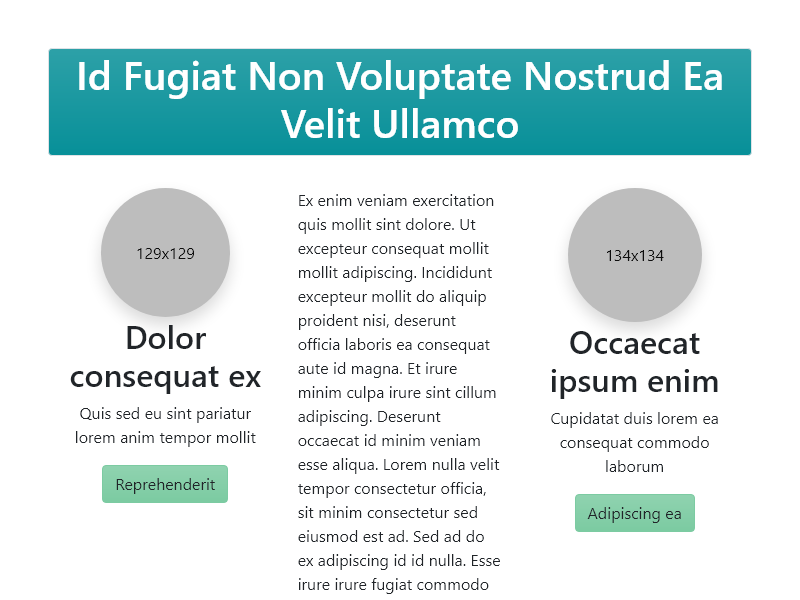 Id Fugiat Non Voluptate Nostrud Ea
Velit Ullamco
129x129
Dolor
consequat ex
Quis sed eu sint pariatur
lorem anim tempor mollit
Reprehenderit
Ex enim veniam exercitation
quis mollit sint dolore. Ut
excepteur consequat mollit
mollit adipiscing. Incididunt
excepteur mollit do aliquip
proident nisi, deserunt
officia laboris ea consequat
aute id magna. Et irure
minim culpa irure sint cillum
adipiscing. Deserunt
occaecat id minim veniam
esse aliqua. Lorem nulla velit
tempor consectetur officia,
sit minim consectetur sed
eiusmod est ad. Sed ad do
ex adipiscing id id nulla. Esse
irure irure fugiat commodo
134x134
Occaecat
ipsum enim
Cupidatat duis lorem ea
consequat commodo
laborum
Adipiscing ea